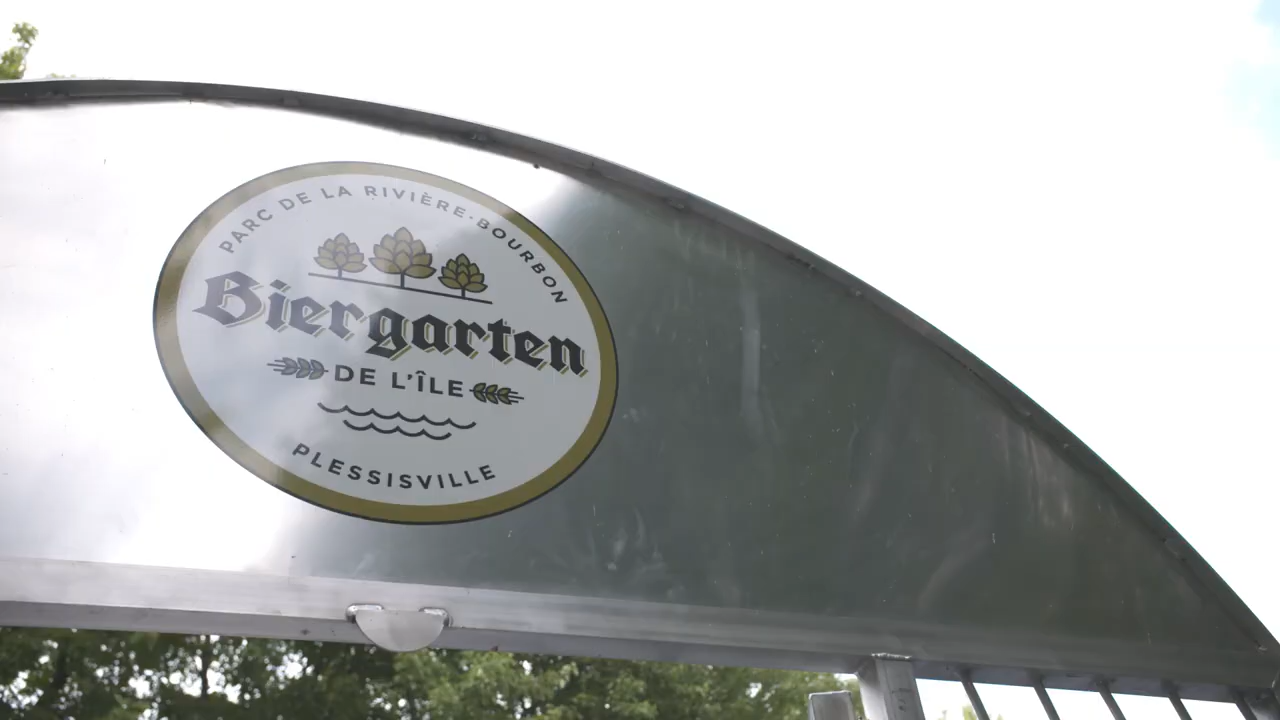 PARC DE LA RIVIÈRE-BOURBON
Biergarten
DE L'ÎLE
PLESSISVILLE